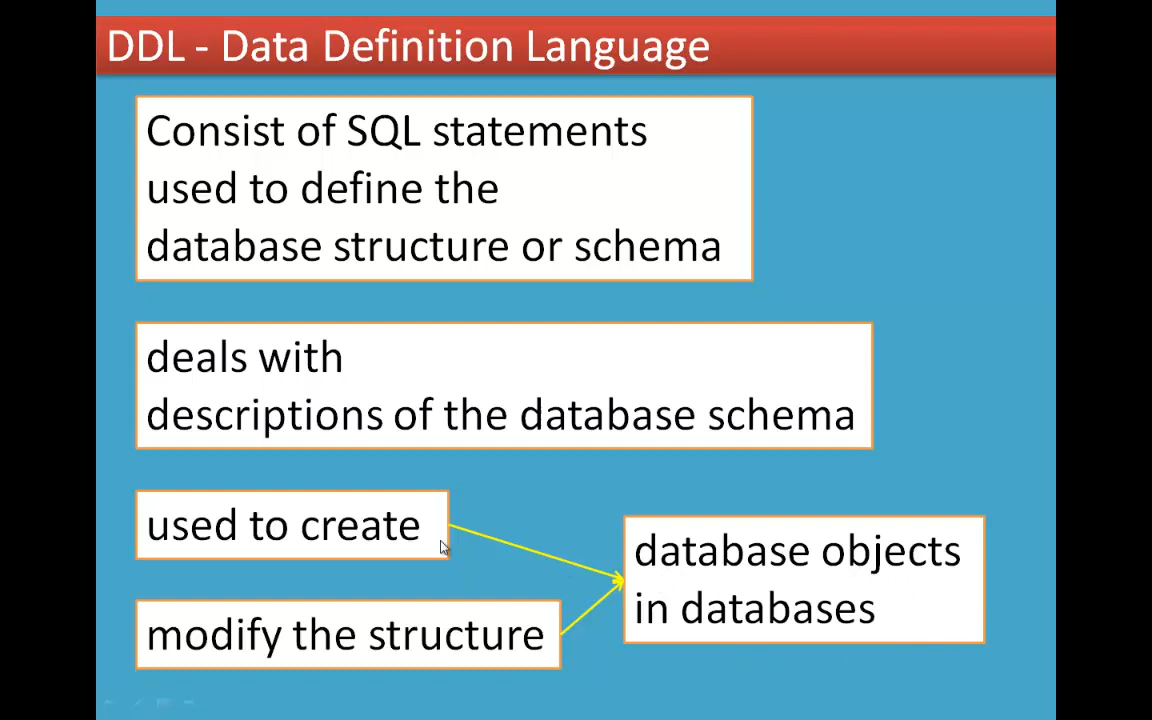 DDL - Data Definition Language
Consist of SQL statements
used to define the
database structure or schema
deals with
descriptions of the database schema
used to create
modify the structure
database objects
in databases